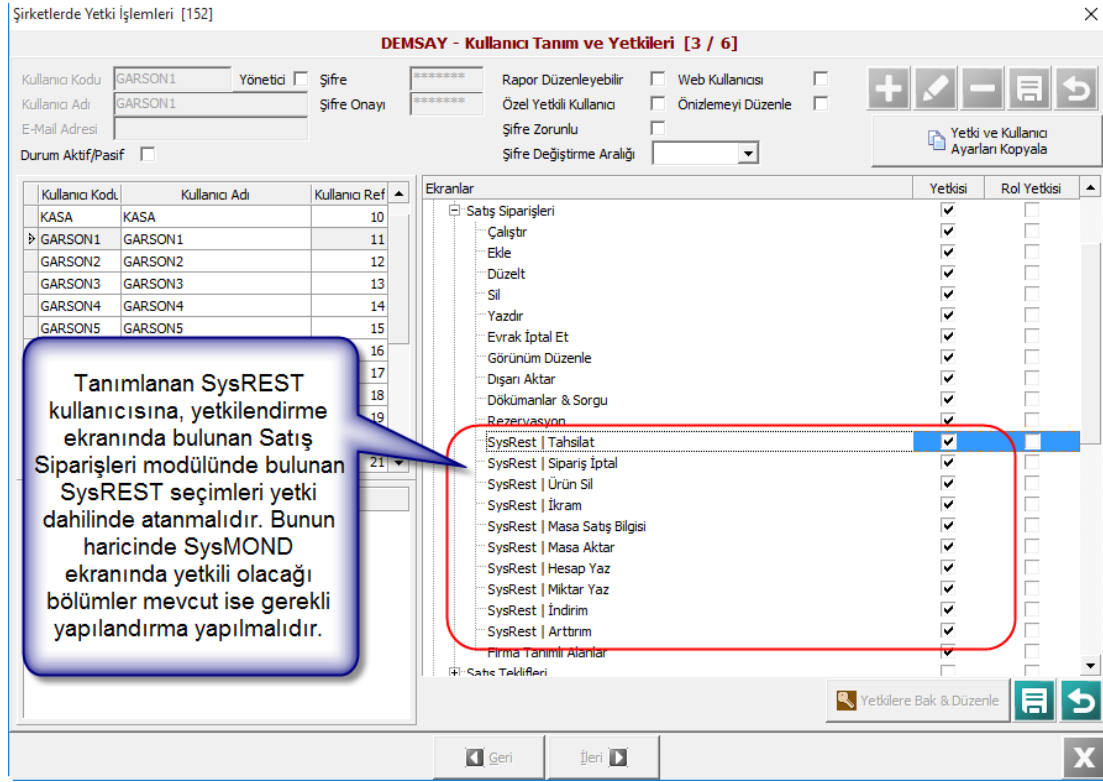 Şirketlerde Yetki İşlemleri [152]
DEMSAY - Kullanıcı Tanım ve Yetkileri [3 / 6]
Kullanıcı Kodu GARSON1 Yönetici Şifre ******* Rapor Düzenleyebilir Web Kullanıcısı
Kullanıcı Adı GARSON1 Şifre Onayı ******* Özel Yetkili Kullanıcı Önizlemeyi Düzenle
E-Mail Adresi Şifre Zorunlu
Durum Aktif/Pasif Şifre Değiştirme Aralığı
Yetki ve Kullanıcı
Ayarları Kopyala
Kullanıcı Kodu Kullanıcı Adı Kullanıcı Ref
KASA KASA 10
GARSON1 GARSON1 11
GARSON2 GARSON2 12
GARSON3 GARSON3 13
GARSON4 GARSON4 14
GARSON5 GARSON5 15
16
17
18
19
21
Tanımlanan SysREST
kullanıcısına, yetkilendirme
ekranında bulunan Satış
Siparişleri modülünde bulunan
SysREST seçimleri yetki
dahilinde atanmalıdır. Bunun
haricinde SysMOND
ekranında yetkili olacağı
bölümler mevcut ise gerekli
yapılandırma yapılmalıdır.
Ekranlar Yetkisi Rol Yetkisi
Satış Siparişleri
Çalıştır
Ekle
Düzelt
Sil
Yazdır
Evrak İptal Et
Görünüm Düzenle
Dışarı Aktar
Dökümanlar & Sorgu
Rezervasyon
SysRest | Tahsilat
SysRest | Sipariş İptal
SysRest | Ürün Sil
SysRest | İkram
SysRest | Masa Satış Bilgisi
SysRest | Masa Aktar
SysRest | Hesap Yaz
SysRest | Miktar Yaz
SysRest | İndirim
SysRest | Arttırım
Firma Tanımlı Alanlar
Satış Teklifleri
Yetkilere Bak & Düzenle
Geri İleri